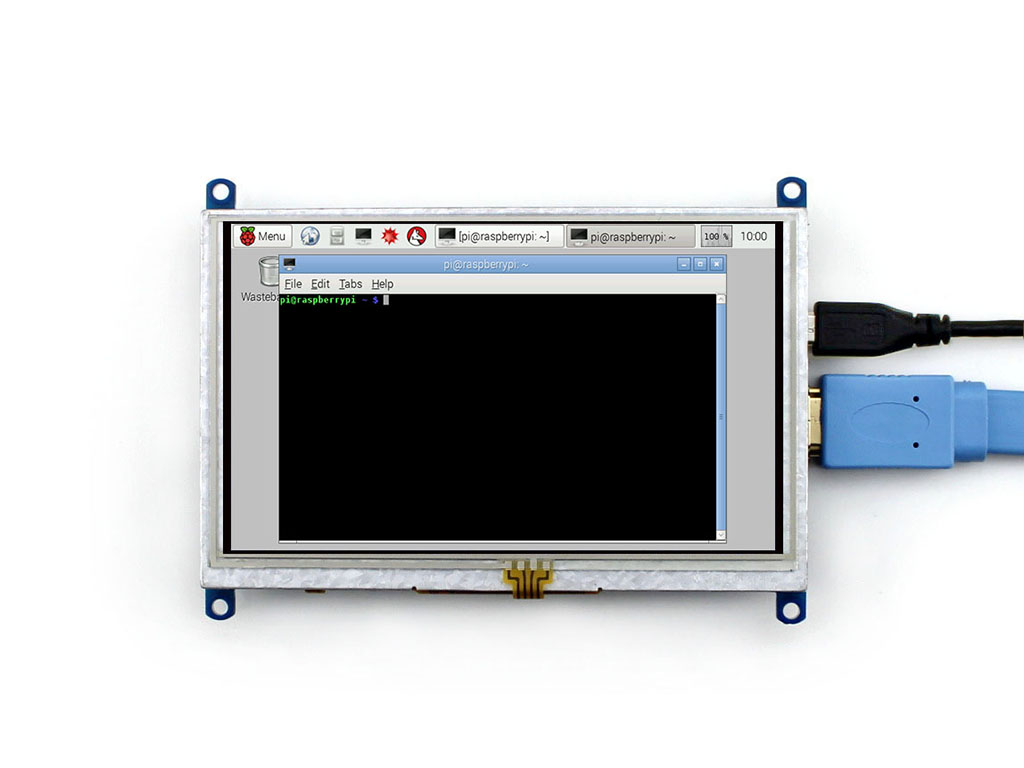 Menu [pi@raspberrypi: ~] pi@raspberrypi: ~ 100 % 10:00
pi@raspberrypi: ~
File Edit Tabs Help
pi@raspberrypi ~ $